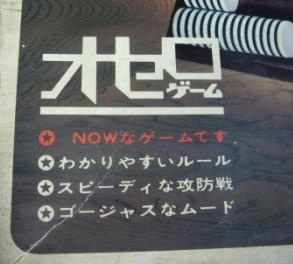 オセロ
ゲーム
✪ NOWなゲームです
✪ わかりやすいルール
✪ スピーディな攻防戦
✪ ゴージャスなムード